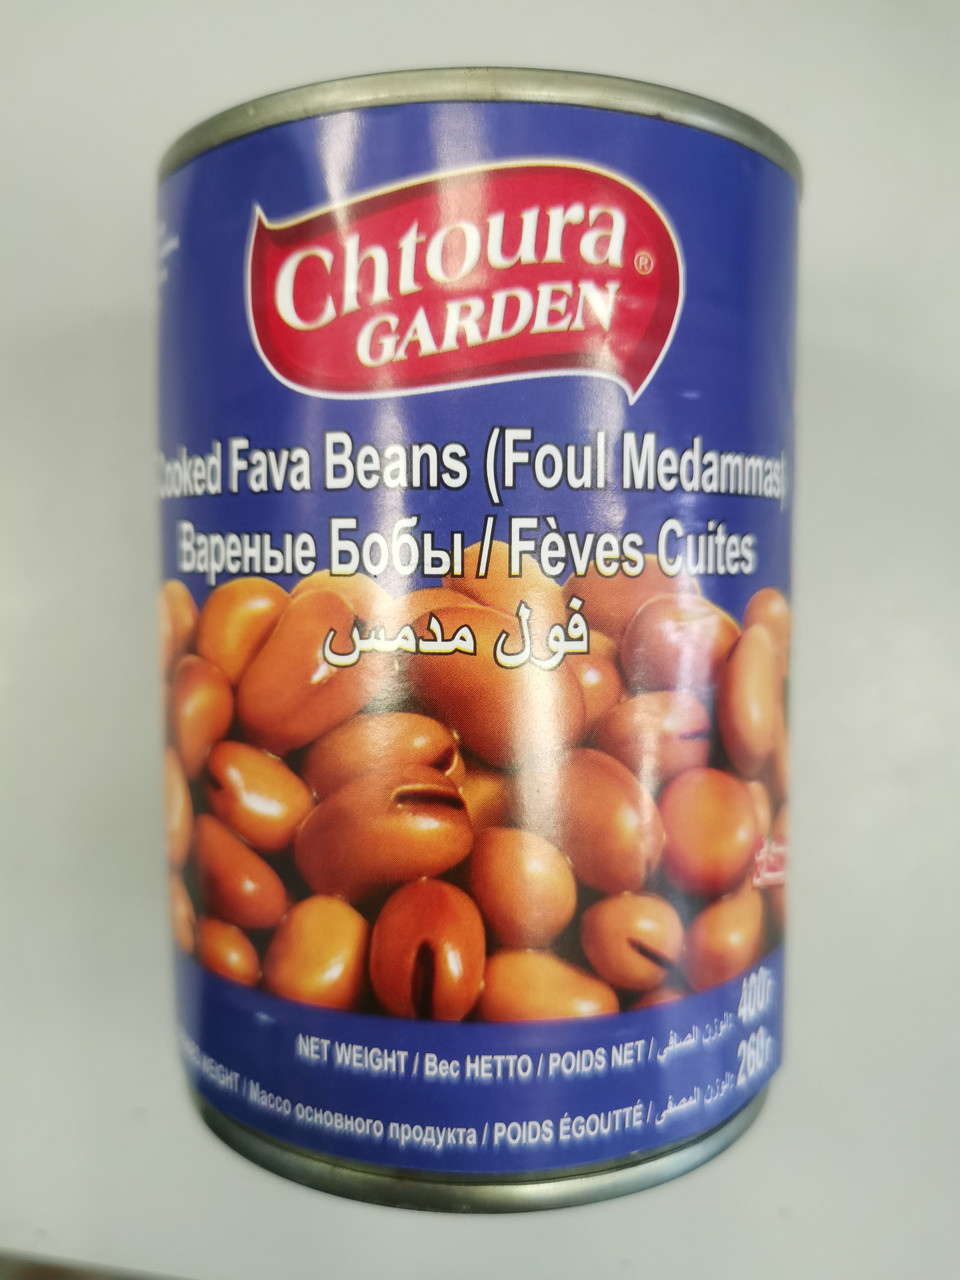 Chtoura®
GARDEN
Cooked Fava Beans (Foul Medammas)
Вареные Бобы / Fèves Cuites
فول مدمس
NET WEIGHT / Вес НЕТТО / POIDS NET / الوزن الصافي: 400г
WEIGHT / Массо основного продукта / POIDS ÉGOUTTÉ / الوزن المصفى: 260г